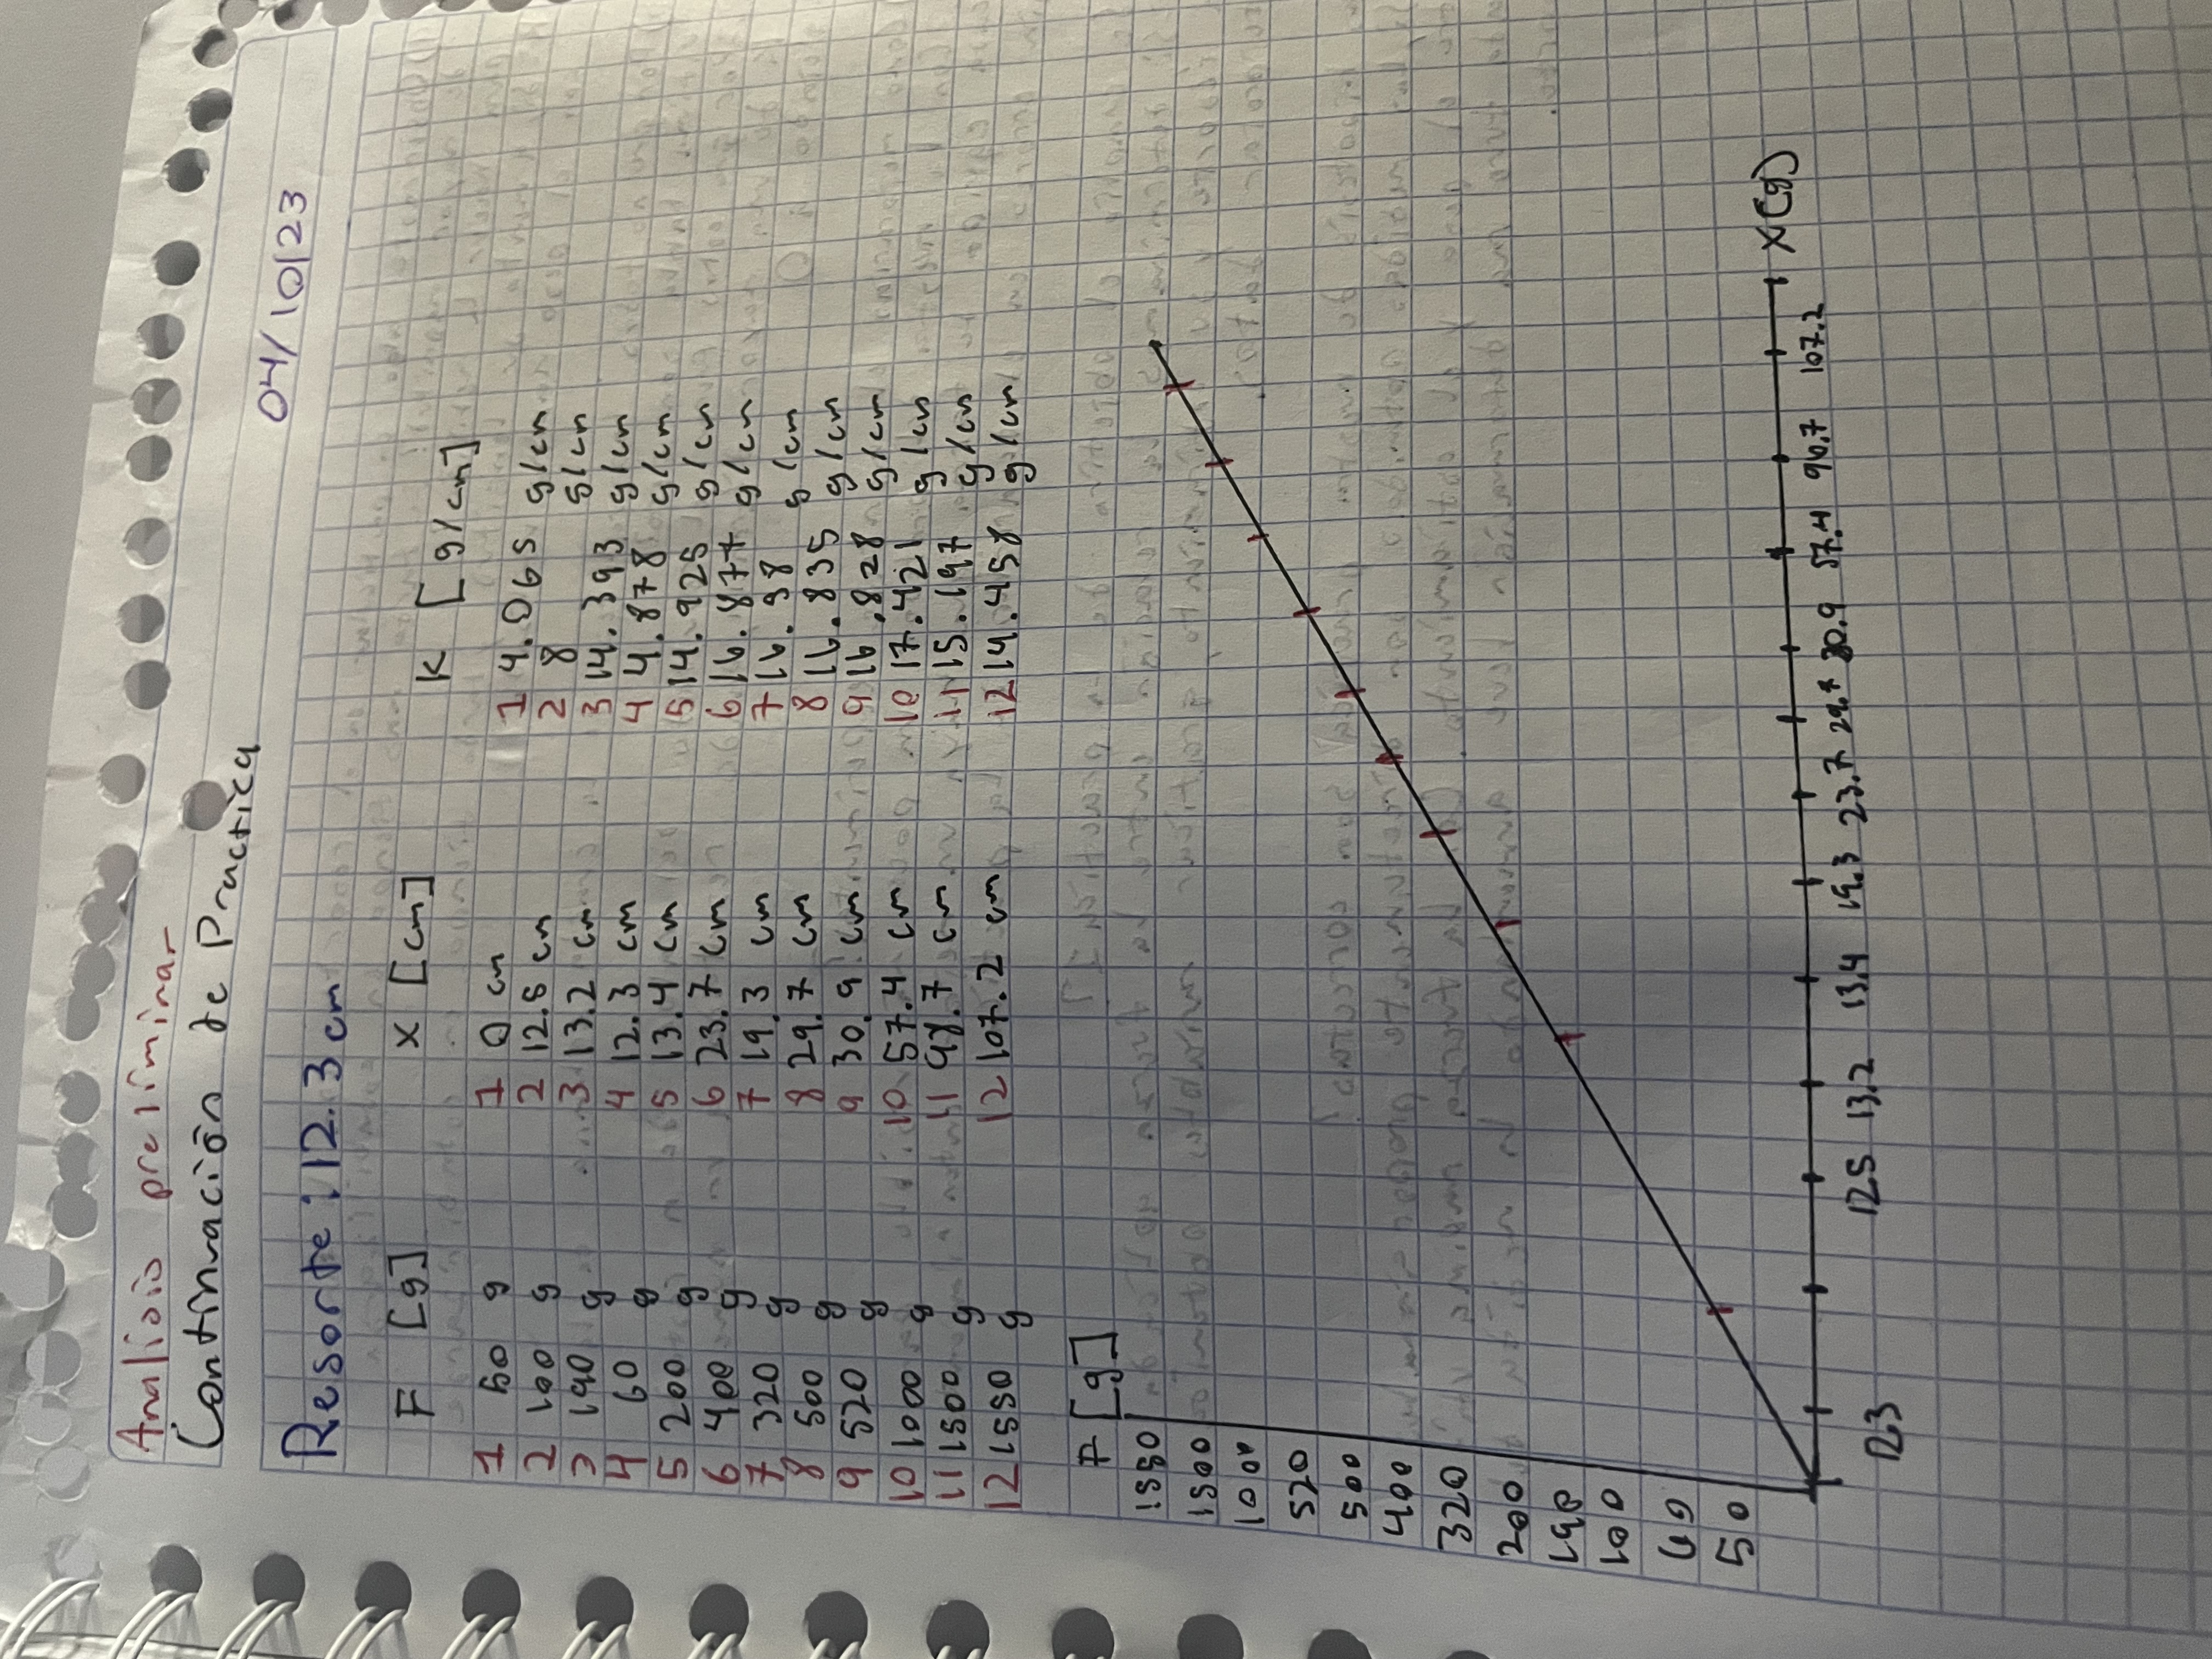 Analisis preliminar
Continuación de Practica
04/10/23
Resorte: 12.3 cm
F [g] X [cm] K [g/cm]
1 50 g 1 0 cm 1 4.065 g/cm
2 100 g 2 12.5 cm 2 8 g/cm
3 190 g 3 13.2 cm 3 14.393 g/cm
4 60 g 4 12.3 cm 4 4.878 g/cm
5 200 g 5 13.4 cm 5 14.925 g/cm
6 400 g 6 23.7 cm 6 16.877 g/cm
7 320 g 7 19.3 cm 7 16.98 g/cm
8 500 g 8 29.7 cm 8 16.835 g/cm
9 520 g 9 30.9 cm 9 16.828 g/cm
10 1000 g 10 57.4 cm 10 17.421 g/cm
11 1500 g 11 98.7 cm 11 15.197 g/cm
12 1550 g 12 107.2 cm 12 14.458 g/cm
F [g]
1550
1500
1000
520
500
400
320
200
190
100
60
50
X (g)
12.3 12.5 13.2 13.4 19.3 23.7 29.7 30.9 57.4 98.7 107.2